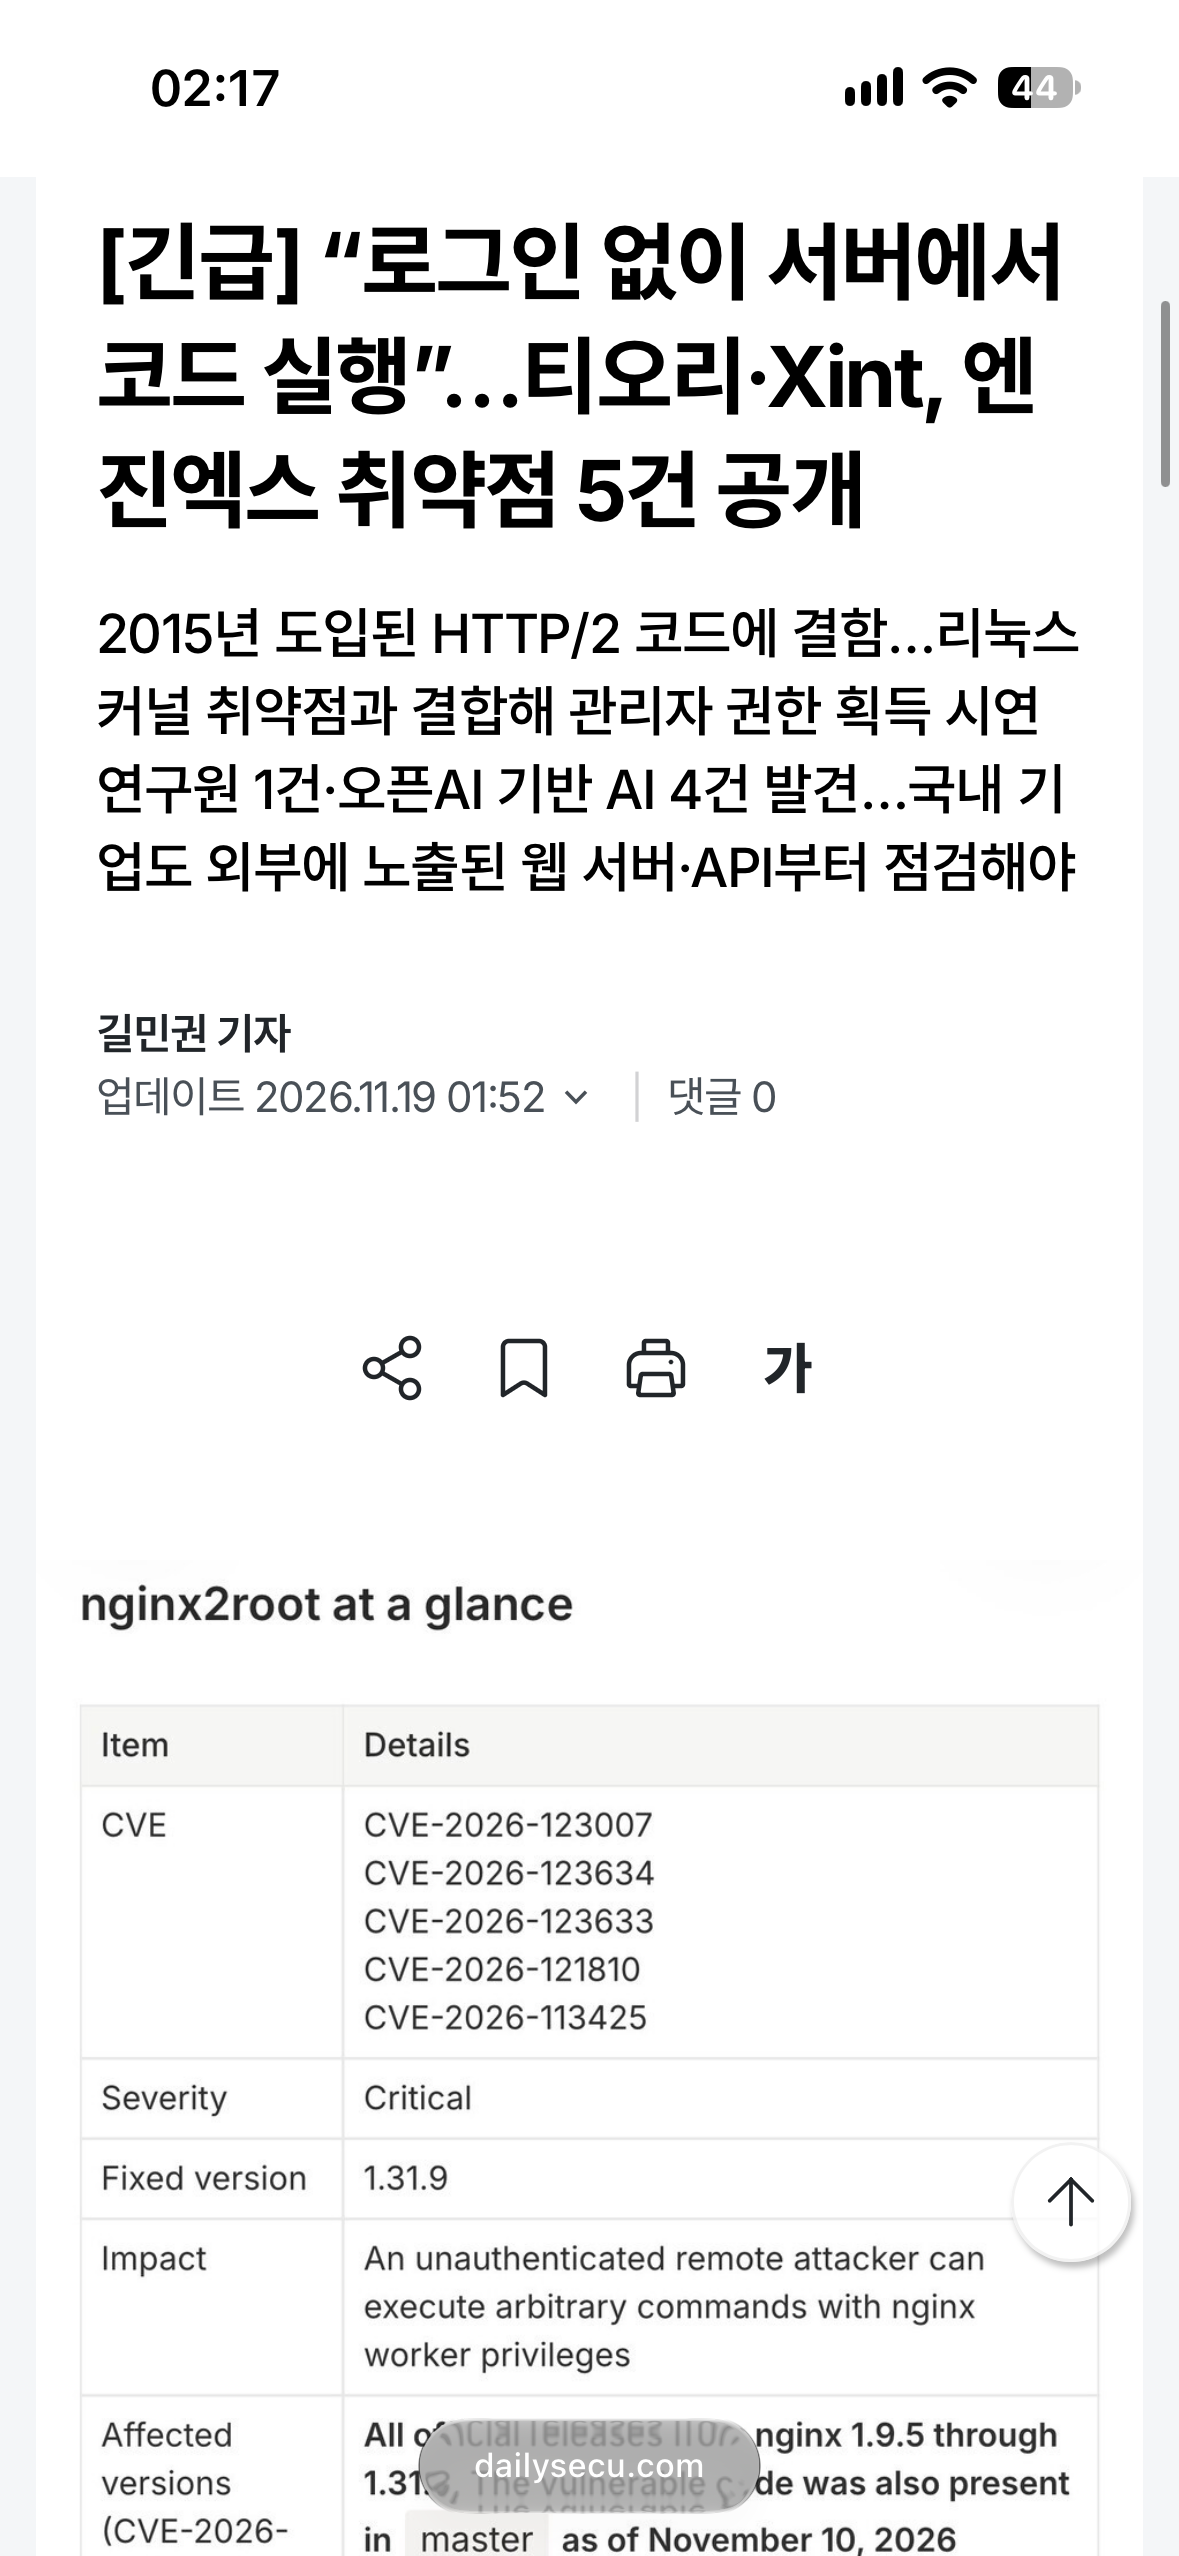 02:17
44
[긴급] “로그인 없이 서버에서
코드 실행”…티오리·Xint, 엔
진엑스 취약점 5건 공개
2015년 도입된 HTTP/2 코드에 결함…리눅스
커널 취약점과 결합해 관리자 권한 획득 시연
연구원 1건·오픈AI 기반 AI 4건 발견…국내 기
업도 외부에 노출된 웹 서버·API부터 점검해야
길민권 기자
업데이트 2026.11.19 01:52
댓글 0
가
nginx2root at a glance
Item Details
CVE CVE-2026-123007
CVE-2026-123634
CVE-2026-123633
CVE-2026-121810
CVE-2026-113425
Severity Critical
Fixed version 1.31.9
Impact An unauthenticated remote attacker can
execute arbitrary commands with nginx
worker privileges
Affected All official releases from nginx 1.9.5 through
versions The vulnerable code was also present
(CVE-2026- in master as of November 10, 2026
dailysecu.com